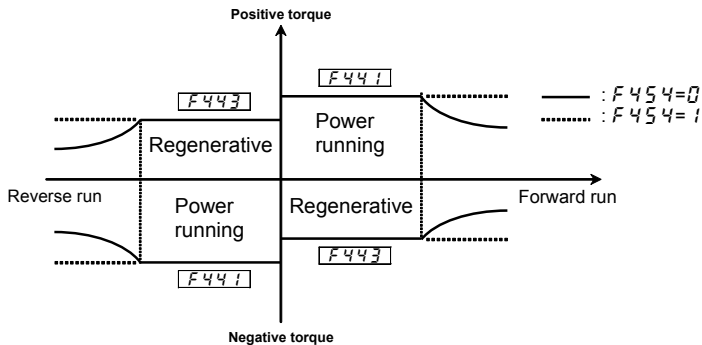 Positive torque
F441
F443
: F454=0
: F454=1
Power
running
Regenerative
Reverse run
Forward run
Power
running
Regenerative
F443
F441
Negative torque